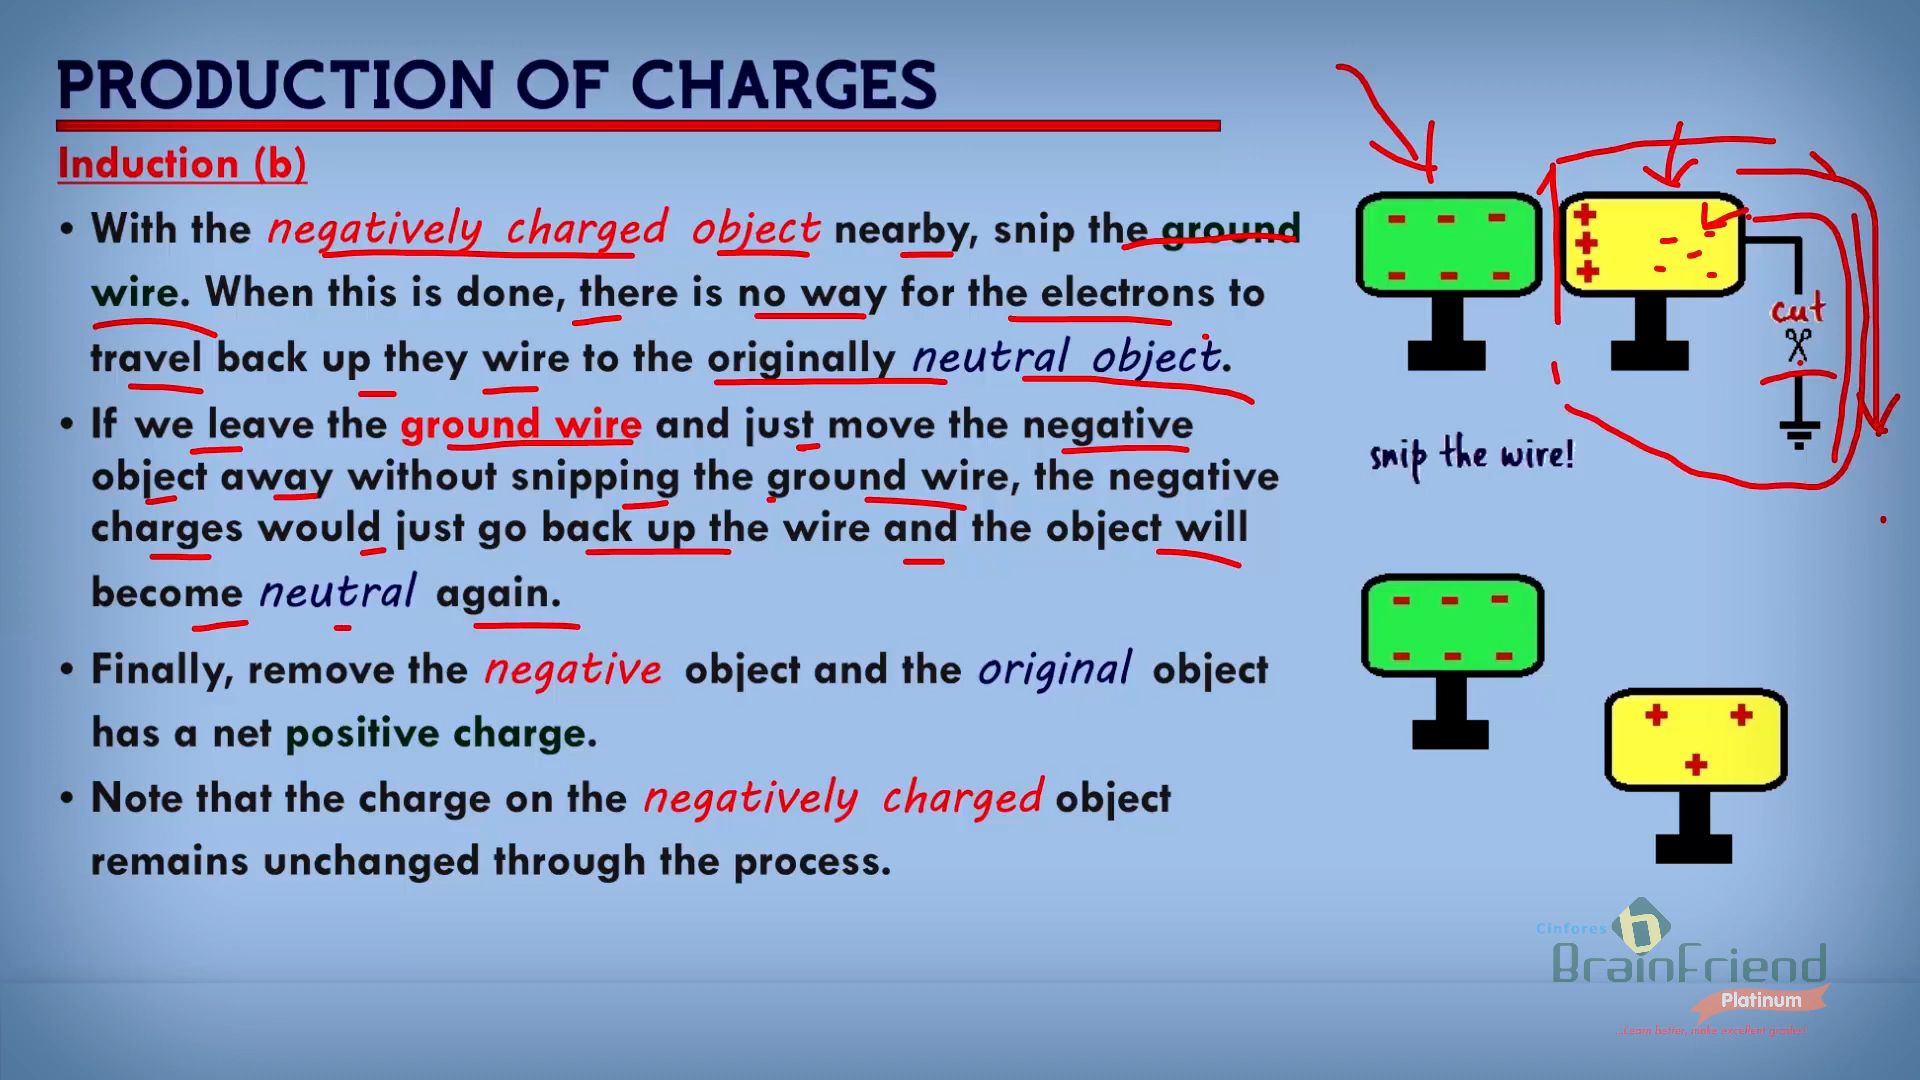 PRODUCTION OF CHARGES
Induction (b)
• With the negatively charged object nearby, snip the ground
wire. When this is done, there is no way for the electrons to
travel back up they wire to the originally neutral object.
• If we leave the ground wire and just move the negative
object away without snipping the ground wire, the negative
charges would just go back up the wire and the object will
become neutral again.
• Finally, remove the negative object and the original object
has a net positive charge.
• Note that the charge on the negatively charged object
remains unchanged through the process.
cut
snip the wire!
Cinfores
BrainFriend
Platinum
...Learn better, make excellent grades!